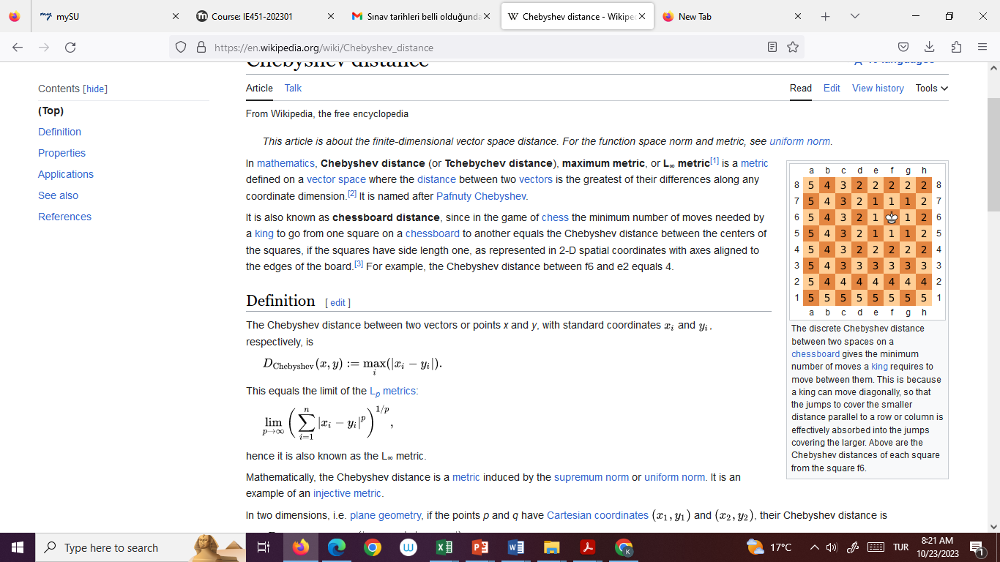 mySU
Course: IE451-202301
Sınav tarihleri belli olduğunda
Chebyshev distance - Wikipe
New Tab
https://en.wikipedia.org/wiki/Chebyshev_distance
Chebyshev distance
languages
Contents [hide]
(Top)
Definition
Properties
Applications
See also
References
Article Talk
Read Edit View history Tools
From Wikipedia, the free encyclopedia
This article is about the finite-dimensional vector space distance. For the function space norm and metric, see uniform norm.
In mathematics, Chebyshev distance (or Tchebychev distance), maximum metric, or L∞ metric[1] is a metric
defined on a vector space where the distance between two vectors is the greatest of their differences along any
coordinate dimension.[2] It is named after Pafnuty Chebyshev.
It is also known as chessboard distance, since in the game of chess the minimum number of moves needed by
a king to go from one square on a chessboard to another equals the Chebyshev distance between the centers of
the squares, if the squares have side length one, as represented in 2-D spatial coordinates with axes aligned to
the edges of the board.[3] For example, the Chebyshev distance between f6 and e2 equals 4.
Definition [ edit ]
The Chebyshev distance between two vectors or points x and y, with standard coordinates xᵢ and yᵢ,
respectively, is
D_Chebyshev(x, y) := max_i(|xᵢ − yᵢ|).
This equals the limit of the Lₚ metrics:
lim_{p→∞} (∑_{i=1}^{n} |xᵢ − yᵢ|^p)^{1/p},
hence it is also known as the L∞ metric.
Mathematically, the Chebyshev distance is a metric induced by the supremum norm or uniform norm. It is an
example of an injective metric.
In two dimensions, i.e. plane geometry, if the points p and q have Cartesian coordinates (x₁, y₁) and (x₂, y₂), their Chebyshev distance is
a b c d e f g h
8 5 4 3 2 2 2 2 2 8
7 5 4 3 2 1 1 1 2 7
6 5 4 3 2 1 1 2 6
5 5 4 3 2 1 1 1 2 5
4 5 4 3 2 2 2 2 2 4
3 5 4 3 3 3 3 3 3 3
2 5 4 4 4 4 4 4 4 2
1 5 5 5 5 5 5 5 5 1
a b c d e f g h
The discrete Chebyshev distance
between two spaces on a
chessboard gives the minimum
number of moves a king requires to
move between them. This is because
a king can move diagonally, so that
the jumps to cover the smaller
distance parallel to a row or column is
effectively absorbed into the jumps
covering the larger. Above are the
Chebyshev distances of each square
from the square f6.
Type here to search
17°C
TUR
8:21 AM
10/23/2023
1